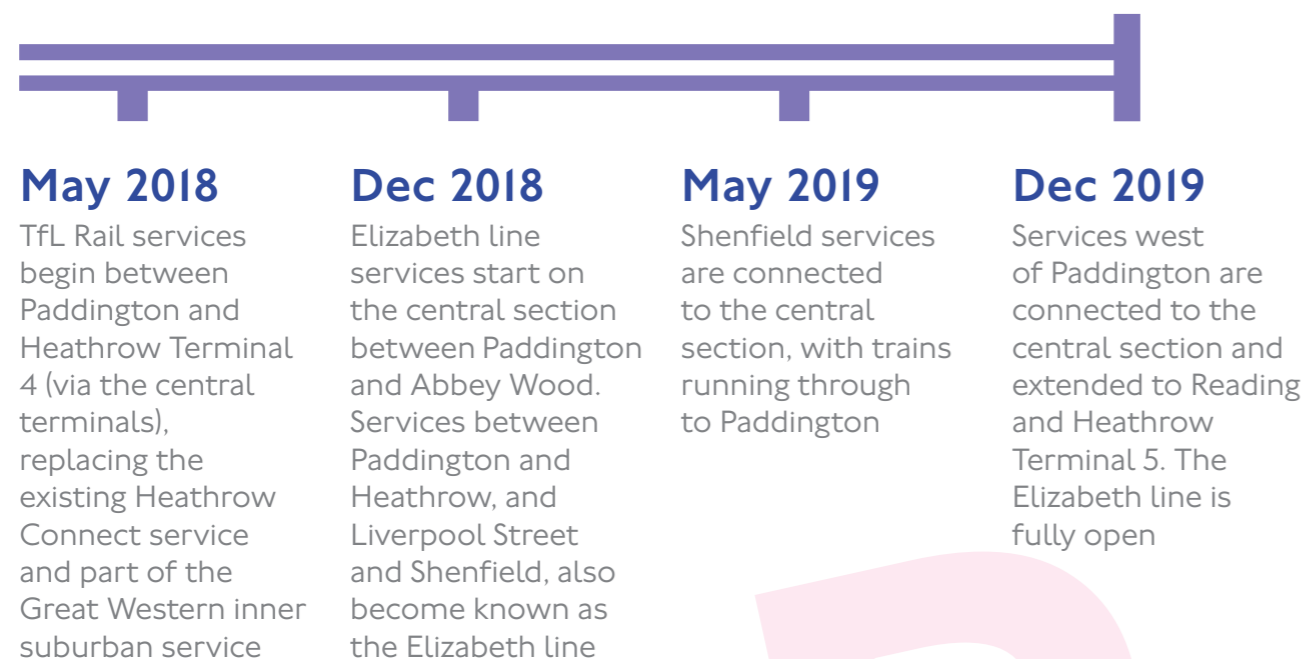 May 2018
TfL Rail services
begin between
Paddington and
Heathrow Terminal
4 (via the central
terminals),
replacing the
existing Heathrow
Connect service
and part of the
Great Western inner
suburban service
Dec 2018
Elizabeth line
services start on
the central section
between Paddington
and Abbey Wood.
Services between
Paddington and
Heathrow, and
Liverpool Street
and Shenfield, also
become known as
the Elizabeth line
May 2019
Shenfield services
are connected
to the central
section, with trains
running through
to Paddington
Dec 2019
Services west
of Paddington are
connected to the
central section and
extended to Reading
and Heathrow
Terminal 5. The
Elizabeth line is
fully open